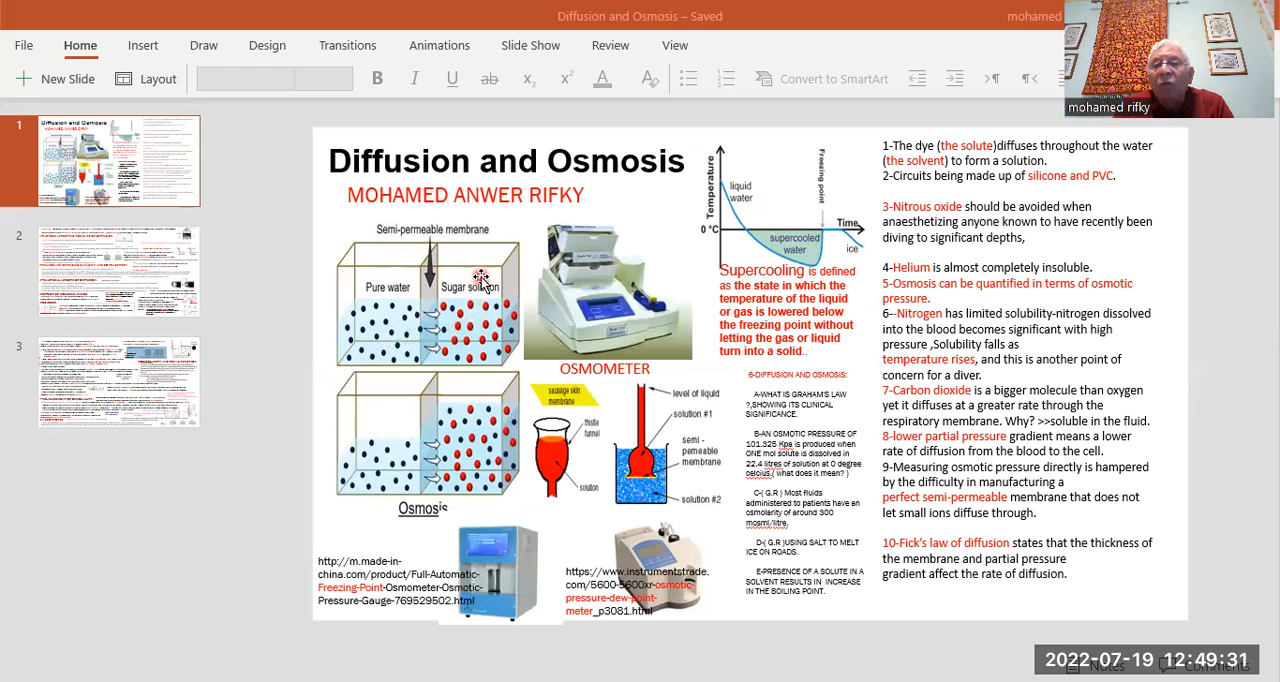 Diffusion and Osmosis – Saved
mohamed
File
Home
Insert
Draw
Design
Transitions
Animations
Slide Show
Review
View
New Slide
Layout
B
I
U
ab
x2
x2
A
Convert to SmartArt
mohamed rifky
1
2
3
Diffusion and Osmosis
MOHAMED ANWER RIFKY
Semi-permeable membrane
Pure water
Sugar solution
Osmosis
OSMOMETER
sausage skin
membrane
thistle
funnel
solution
level of liquid
solution #1
semi -
pemeable
membrane
solution #2
http://m.made-in-
china.com/product/Full-Automatic-
Freezing-Point-Osmometer-Osmotic-
Pressure-Gauge-769529502.html
https://www.instrumentstrade.
com/5600-5600xr-osmotic-
pressure-dew-point-
meter_p3081.html
Temperature
liquid
water
Freezing point
0 °C
Time
supercooled
water
ice
Supercooling is defined
as the state in which the
temperature of the liquid
or gas is lowered below
the freezing point without
letting the gas or liquid
turn into a solid..
6-DIFFUSION AND OSMOSIS:
A-WHAT IS GRAHAM'S LAW
?,SHOWING ITS CLINICAL
SIGNIFICANCE.
B-AN OSMOTIC PRESSURE OF
101.325 Kpa IS PRODUCED WHEN
ONE mol solute IS DISSOLVED IN
22.4 litres OF SOLUTION AT 0 DEGREE
celcius,( WHAT DOES IT MEAN? )
C-( G.R ) MOST FLUIDS
ADMINISTERED TO PATIENTS HAVE AN
OSMOLARITY OF AROUND 300
mosml/litre.
D-( G.R )USING SALT TO MELT
ICE ON ROADS.
E-PRESENCE OF A SOLUTE IN A
SOLVENT RESULTS IN INCREASE
IN THE BOILING POINT.
1-The dye (the solute)diffuses throughout the water
(the solvent) to form a solution.
2-Circuits being made up of silicone and PVC.
3-Nitrous oxide should be avoided when
anaesthetizing anyone known to have recently been
diving to significant depths,
4-Helium is almost completely insoluble.
5-Osmosis can be quantified in terms of osmotic
pressure.
6--Nitrogen has limited solubility-nitrogen dissolved
into the blood becomes significant with high
pressure ,Solubility falls as
temperature rises, and this is another point of
concern for a diver.
7-Carbon dioxide is a bigger molecule than oxygen
yet it diffuses at a greater rate through the
respiratory membrane. Why? >>soluble in the fluid.
8-lower partial pressure gradient means a lower
rate of diffusion from the blood to the cell.
9-Measuring osmotic pressure directly is hampered
by the difficulty in manufacturing a
perfect semi-permeable membrane that does not
let small ions diffuse through.
10-Fick's law of diffusion states that the thickness of
the membrane and partial pressure
gradient affect the rate of diffusion.
Notes
Comments
2022-07-19 12:49:31